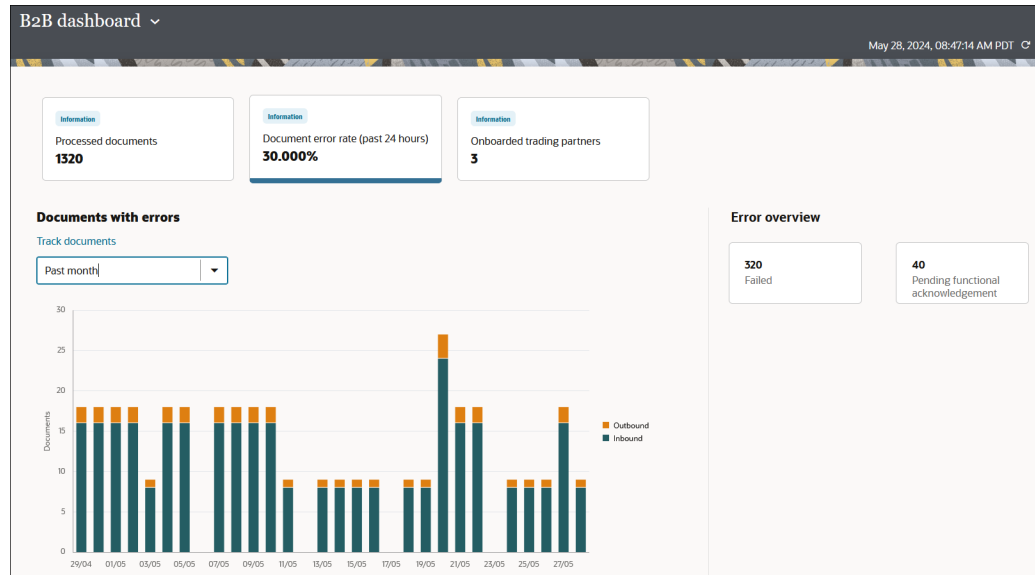 B2B dashboard
May 28, 2024, 08:47:14 AM PDT
Information
Processed documents
1320
Information
Document error rate (past 24 hours)
30.000%
Information
Onboarded trading partners
3
Documents with errors
Track documents
Past month
Error overview
320
Failed
40
Pending functional
acknowledgement
30
25
20
15
10
5
0
Documents
29/04 01/05 03/05 05/05 07/05 09/05 11/05 13/05 15/05 17/05 19/05 21/05 23/05 25/05 27/05
Outbound
Inbound